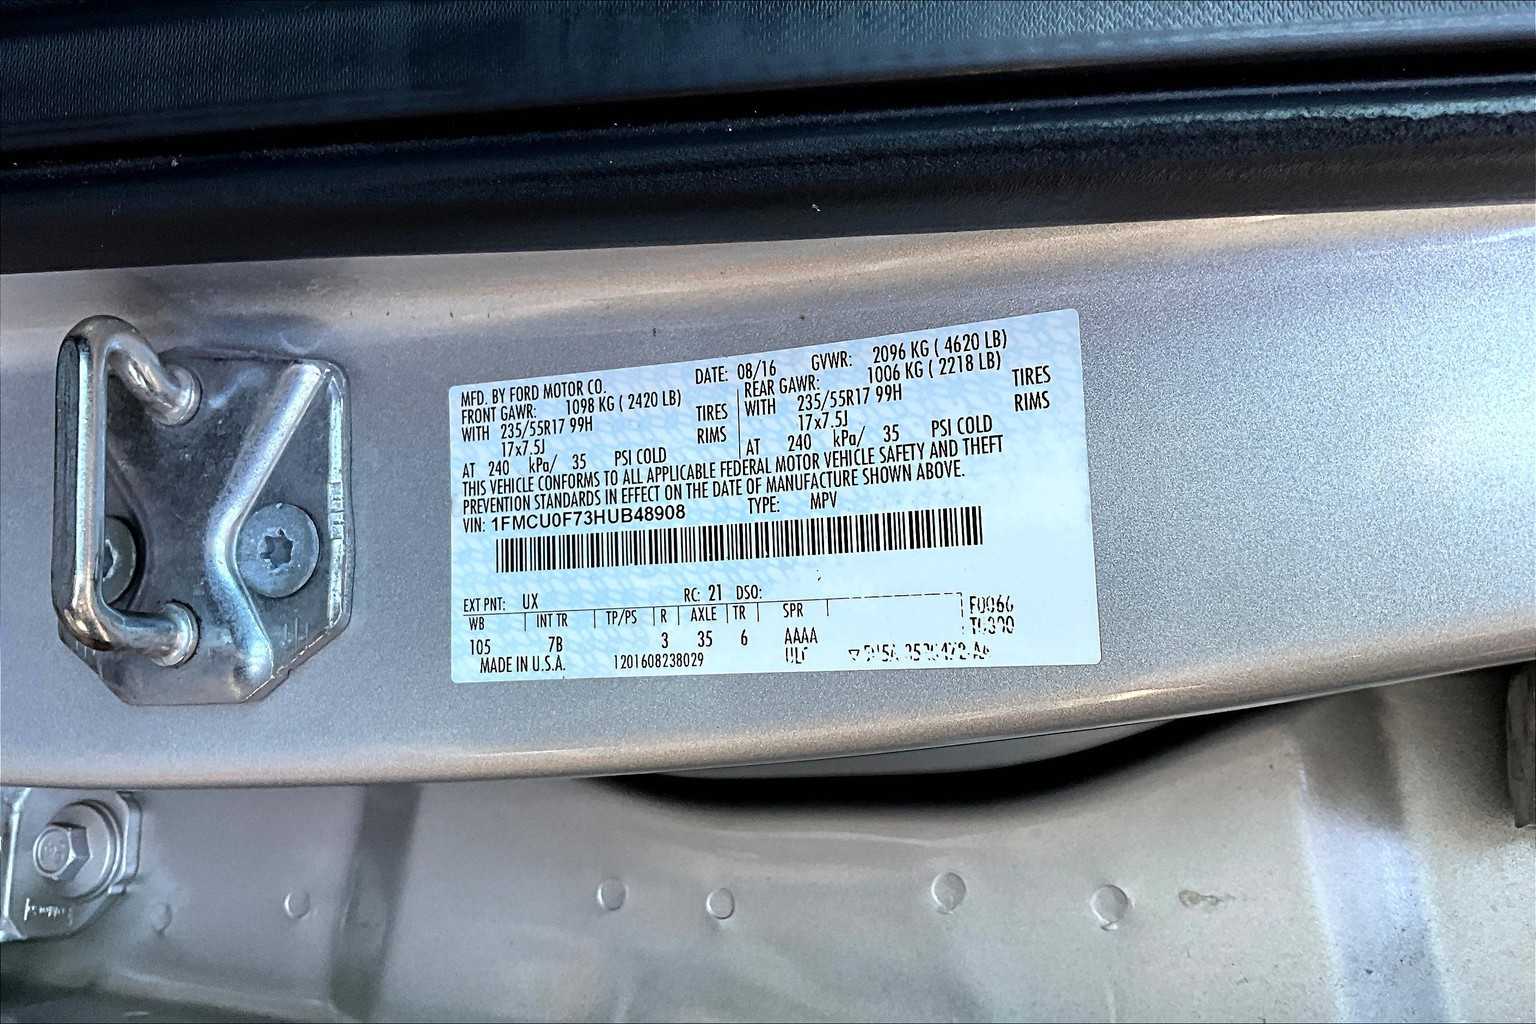 MFD. BY FORD MOTOR CO. DATE: 08/16 GVWR: 2096 KG ( 4620 LB)
FRONT GAWR: 1098 KG ( 2420 LB) REAR GAWR: 1006 KG ( 2218 LB)
WITH 235/55R17 99H TIRES WITH 235/55R17 99H TIRES
17x7.5J RIMS 17x7.5J RIMS
AT 240 kPa/ 35 PSI COLD AT 240 kPa/ 35 PSI COLD
THIS VEHICLE CONFORMS TO ALL APPLICABLE FEDERAL MOTOR VEHICLE SAFETY AND THEFT
PREVENTION STANDARDS IN EFFECT ON THE DATE OF MANUFACTURE SHOWN ABOVE.
VIN: 1FMCU0F73HUB48908 TYPE: MPV
EXT PNT: UX RC: 21 DSO:
WB INT TR TP/PS R AXLE TR SPR F0066
105 7B 3 35 6 AAAA
MADE IN U.S.A. 1201608238029